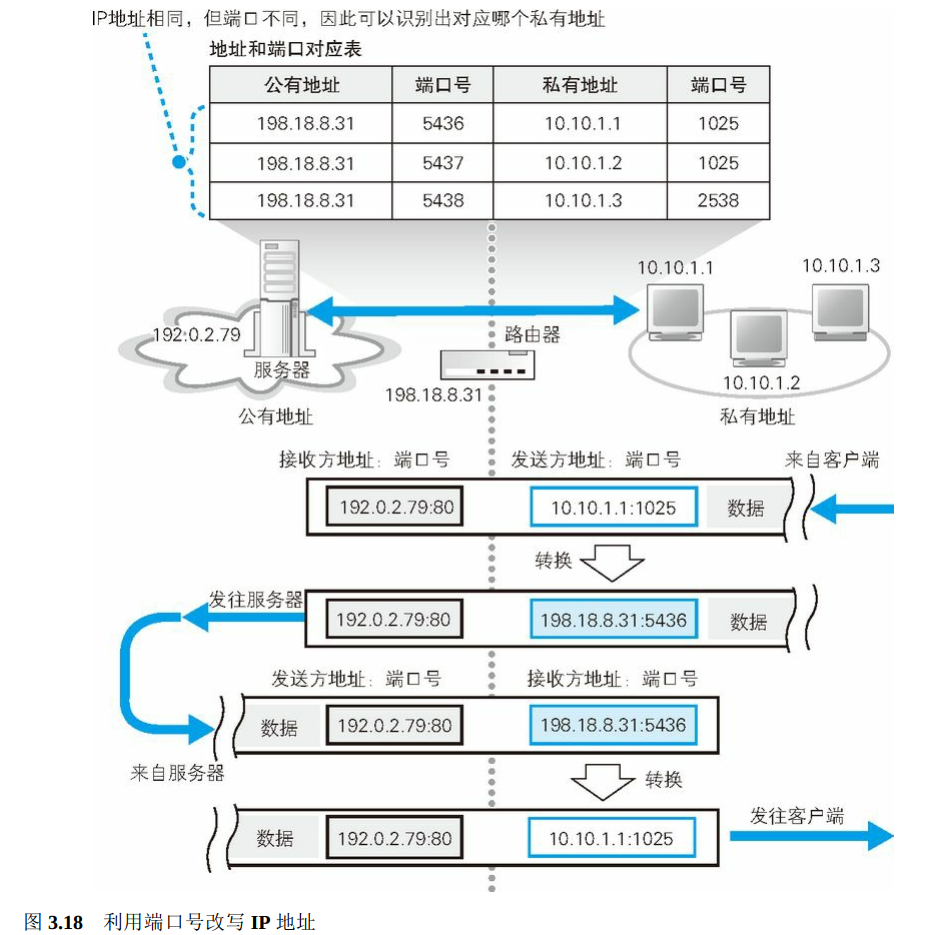 IP地址相同，但端口不同，因此可以识别出对应哪个私有地址
地址和端口对应表
公有地址 端口号 私有地址 端口号
198.18.8.31 5436 10.10.1.1 1025
198.18.8.31 5437 10.10.1.2 1025
198.18.8.31 5438 10.10.1.3 2538
10.10.1.1
10.10.1.3
192.0.2.79
路由器
服务器
10.10.1.2
198.18.8.31
公有地址
私有地址
接收方地址：端口号 发送方地址：端口号 来自客户端
192.0.2.79:80 10.10.1.1:1025 数据
转换
发往服务器
192.0.2.79:80 198.18.8.31:5436 数据
发送方地址：端口号 接收方地址：端口号
数据 192.0.2.79:80 198.18.8.31:5436
来自服务器
转换
发往客户端
数据 192.0.2.79:80 10.10.1.1:1025
图 3.18 利用端口号改写 IP 地址